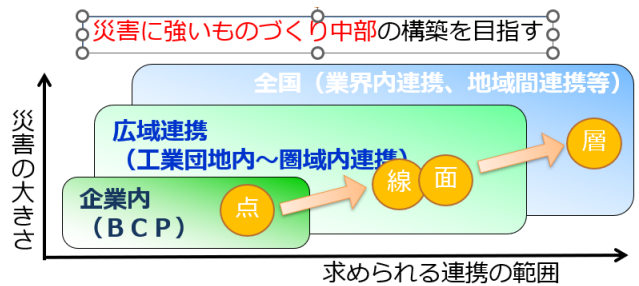 災害に強いものづくり中部の構築を目指す
全国（業界内連携、地域間連携等）
広域連携
（工業団地内～圏域内連携）
企業内
（ＢＣＰ）
点
線
面
層
災害の大きさ
求められる連携の範囲